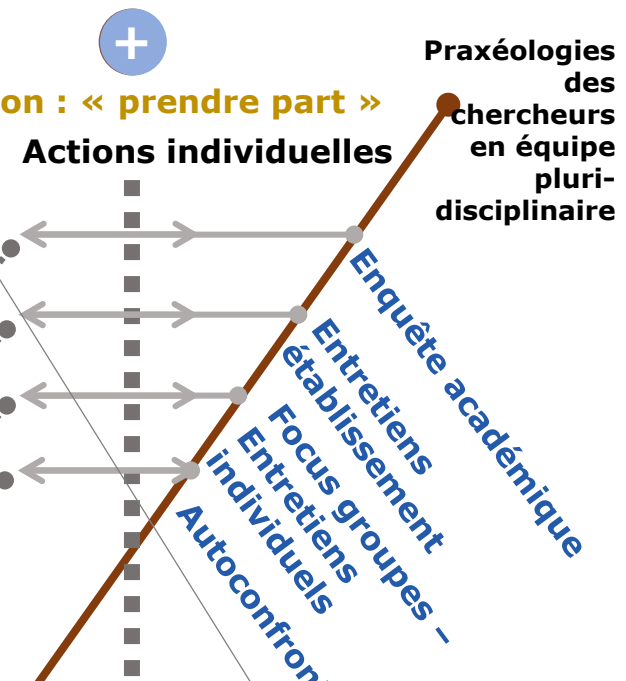 +
Praxéologies
des
chercheurs
en équipe
pluri-
disciplinaire
on : « prendre part »
Actions individuelles
Enquête académique
Entretiens
établissement
Focus groupes –
Entretiens
individuels
Autoconfron